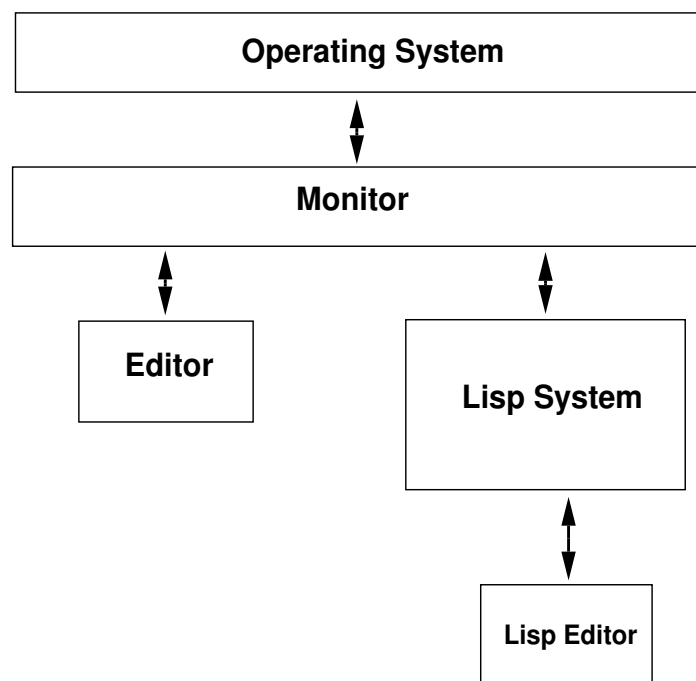 Operating System
Monitor
Editor
Lisp System
Lisp Editor